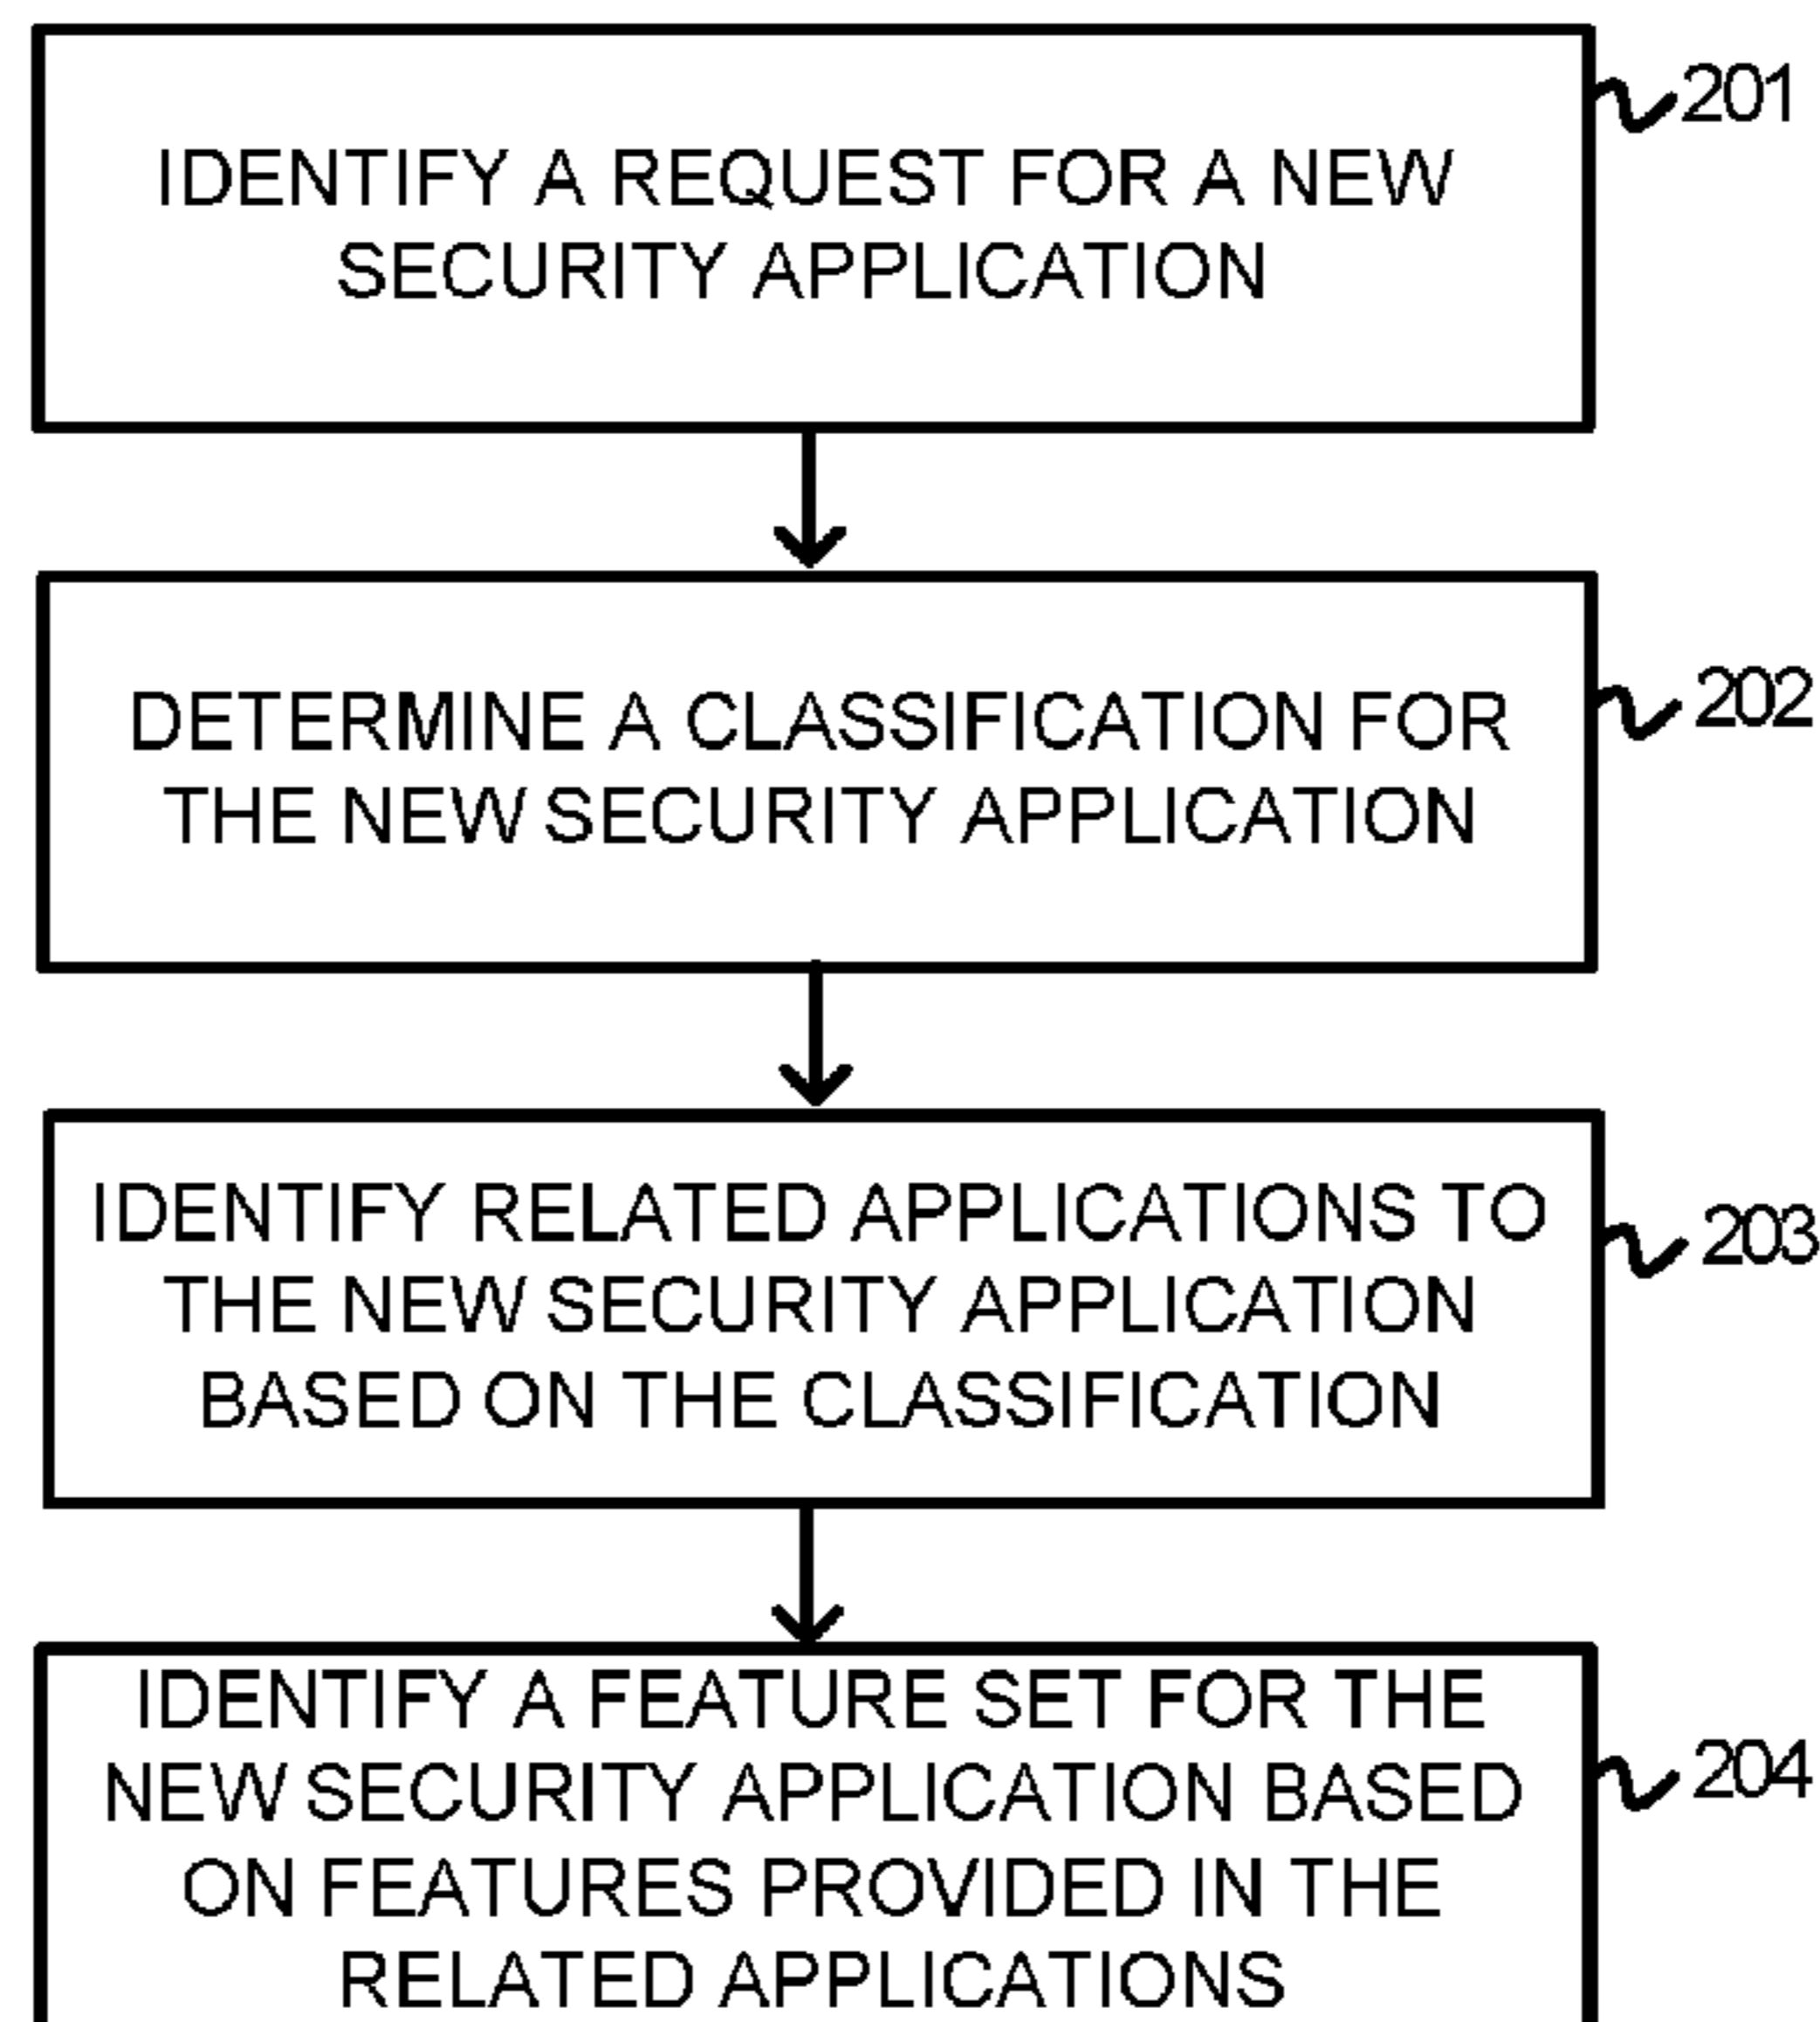 201
IDENTIFY A REQUEST FOR A NEW
SECURITY APPLICATION
202
DETERMINE A CLASSIFICATION FOR
THE NEW SECURITY APPLICATION
203
IDENTIFY RELATED APPLICATIONS TO
THE NEW SECURITY APPLICATION
BASED ON THE CLASSIFICATION
204
IDENTIFY A FEATURE SET FOR THE
NEW SECURITY APPLICATION BASED
ON FEATURES PROVIDED IN THE
RELATED APPLICATIONS